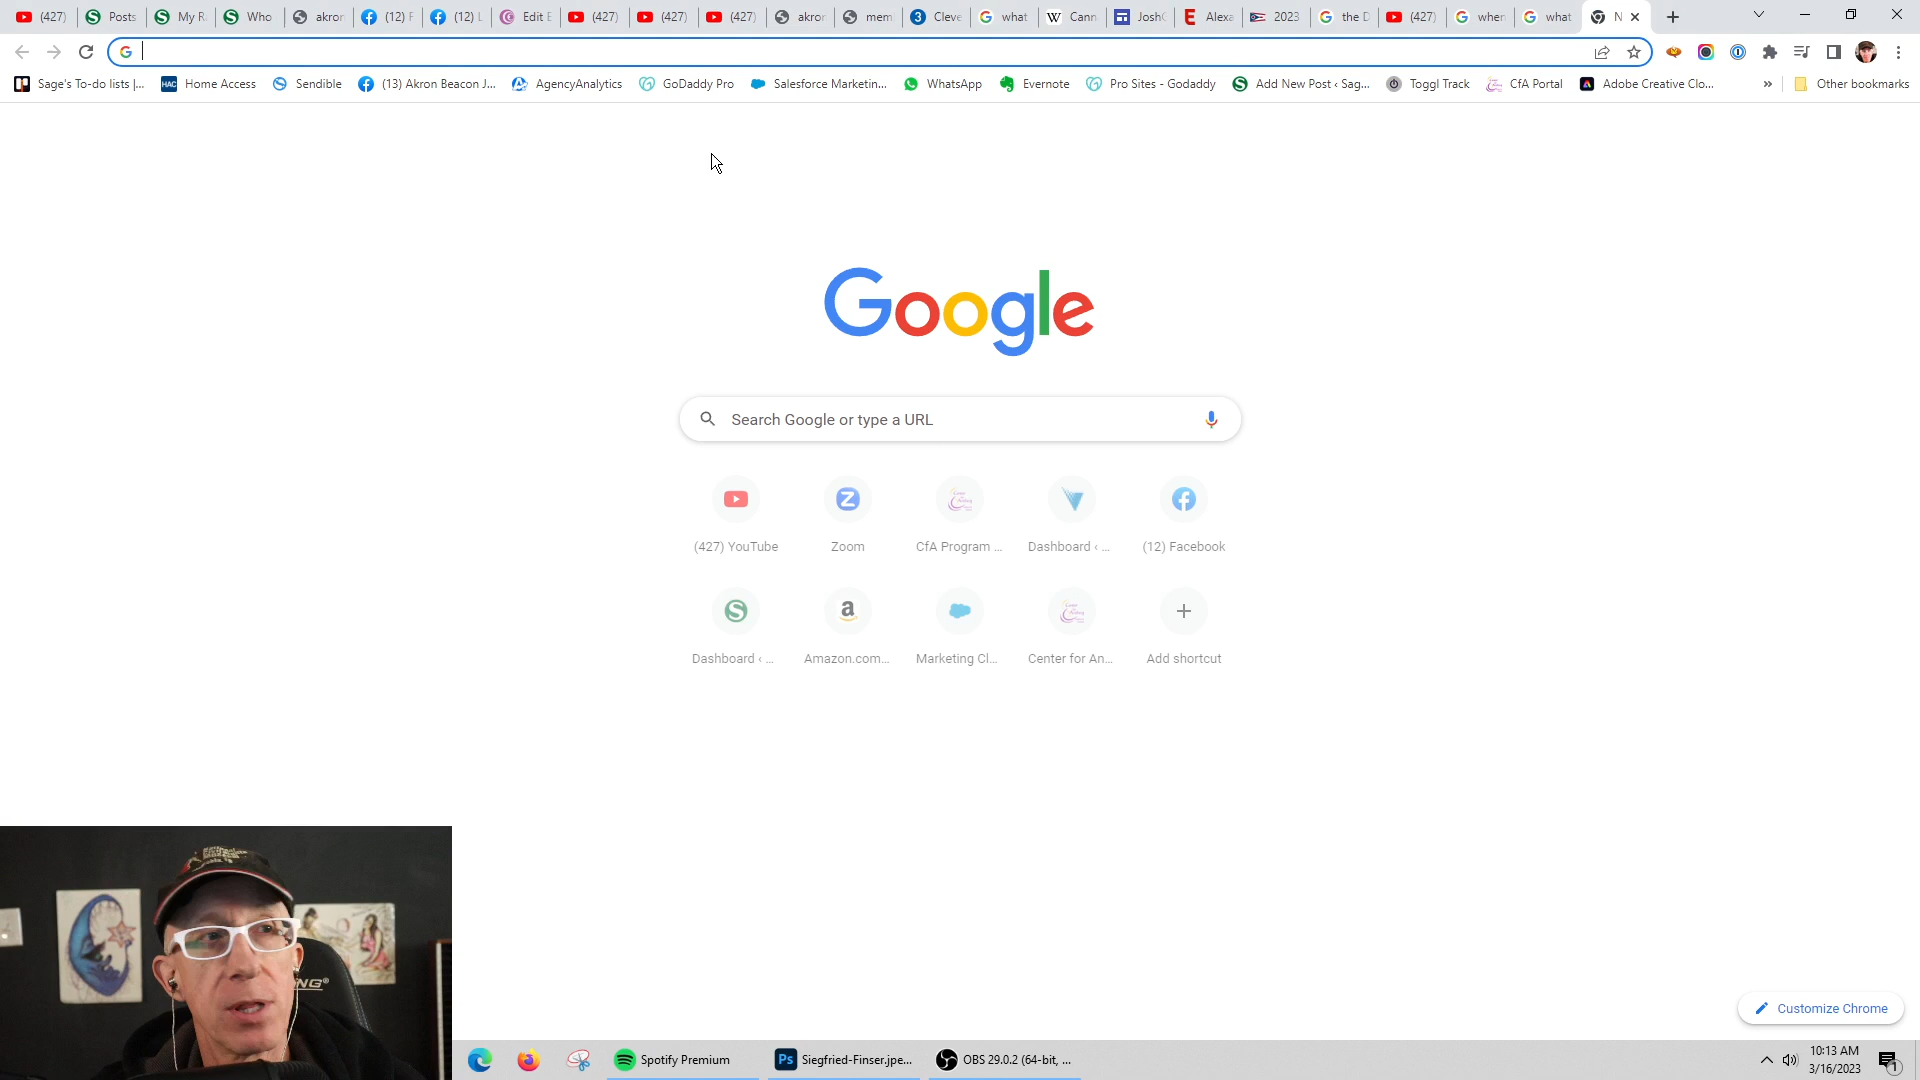 (427) Posts My R Who akron (12) F (12) L Edit E (427) (427) (427) akron mem Cleve what Cann JoshC Alexa 2023 the D (427) when what N
Sage's To-do lists |... Home Access Sendible (13) Akron Beacon J... AgencyAnalytics GoDaddy Pro Salesforce Marketin... WhatsApp Evernote Pro Sites - Godaddy Add New Post ‹ Sag... Toggl Track CfA Portal Adobe Creative Clo... » Other bookmarks
Google
Search Google or type a URL
(427) YouTube Zoom CfA Program ... Dashboard ‹ ... (12) Facebook
Dashboard ‹ ... Amazon.com... Marketing Cl... Center for An... Add shortcut
NG®
Customize Chrome
Spotify Premium Siegfried-Finser.jpe... OBS 29.0.2 (64-bit, ...
10:13 AM
3/16/2023